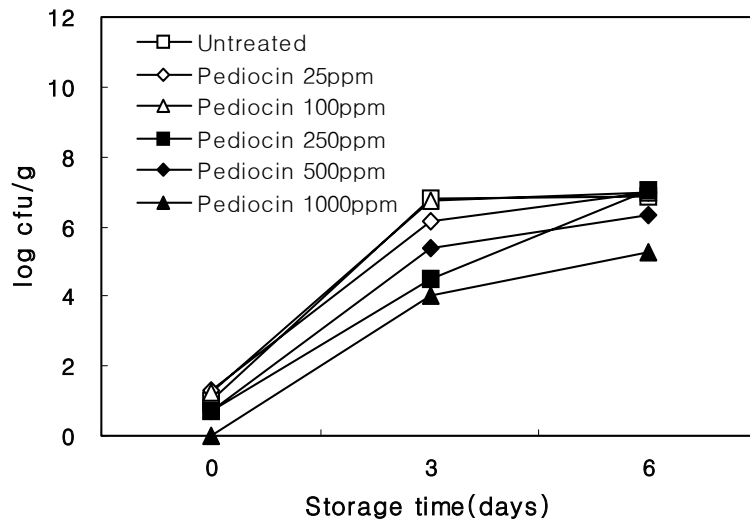 12
10
8
6
4
2
0
log cfu/g
Untreated
Pediocin 25ppm
Pediocin 100ppm
Pediocin 250ppm
Pediocin 500ppm
Pediocin 1000ppm
0 3 6
Storage time(days)